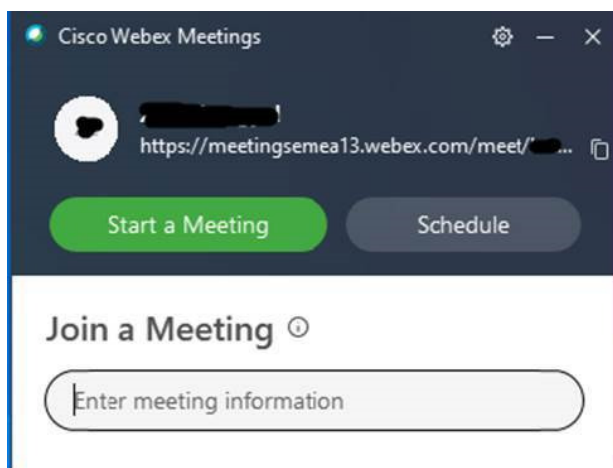 Cisco Webex Meetings
https://meetingsemea13.webex.com/meet/
Start a Meeting
Schedule
Join a Meeting
Enter meeting information